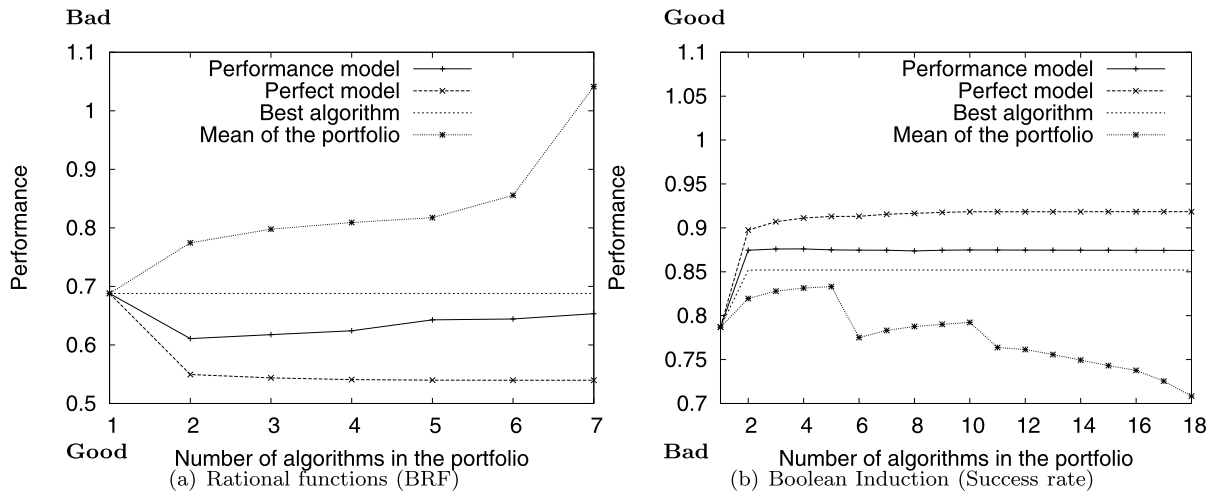 Bad
1.1
1
0.9
0.8
0.7
0.6
0.5
Performance
Performance model
Perfect model
Best algorithm
Mean of the portfolio
1 2 3 4 5 6 7
Good
Number of algorithms in the portfolio
(a) Rational functions (BRF)
Good
1.1
1.05
1
0.95
0.9
0.85
0.8
0.75
0.7
Performance
Performance model
Perfect model
Best algorithm
Mean of the portfolio
2 4 6 8 10 12 14 16 18
Bad
Number of algorithms in the portfolio
(b) Boolean Induction (Success rate)